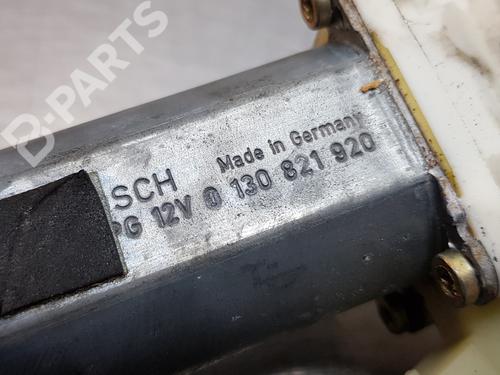 B-PARTS
SCH Made in Germany
PG 12V 0 130 821 920